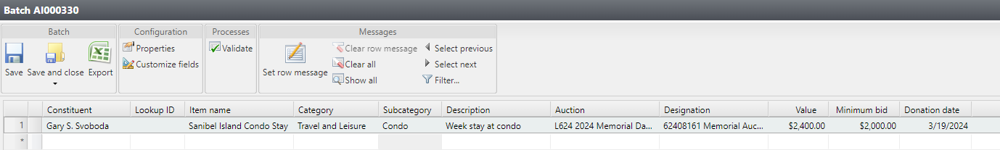 Batch AI000330
Batch
Configuration
Processes
Messages
Save
Save and close
Export
Properties
Customize fields
Validate
Set row message
Clear row message
Clear all
Show all
Select previous
Select next
Filter...
Constituent Lookup ID Item name Category Subcategory Description Auction Designation Value Minimum bid Donation date
1 Gary S. Svoboda Sanibel Island Condo Stay Travel and Leisure Condo Week stay at condo L624 2024 Memorial Da... 62408161 Memorial Auc... $2,400.00 $2,000.00 3/19/2024
*